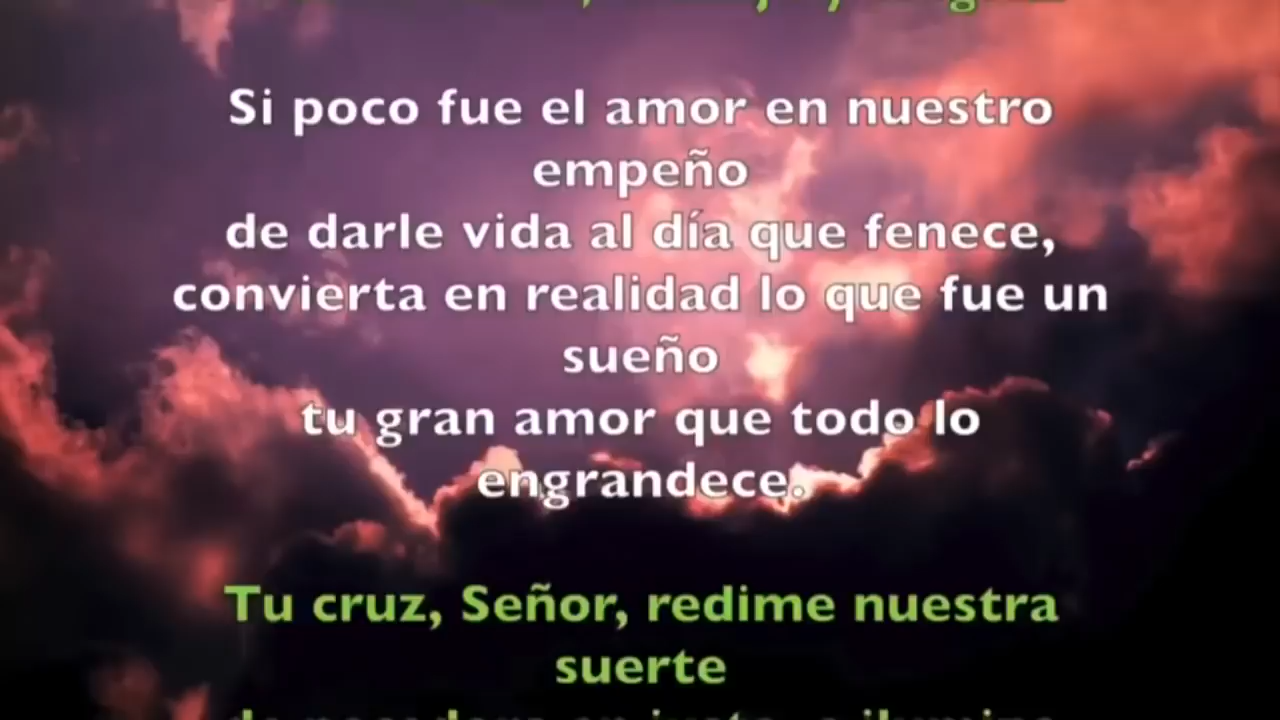 Si poco fue el amor en nuestro
empeño
de darle vida al día que fenece,
convierta en realidad lo que fue un
sueño
tu gran amor que todo lo
engrandece.
Tu cruz, Señor, redime nuestra
suerte